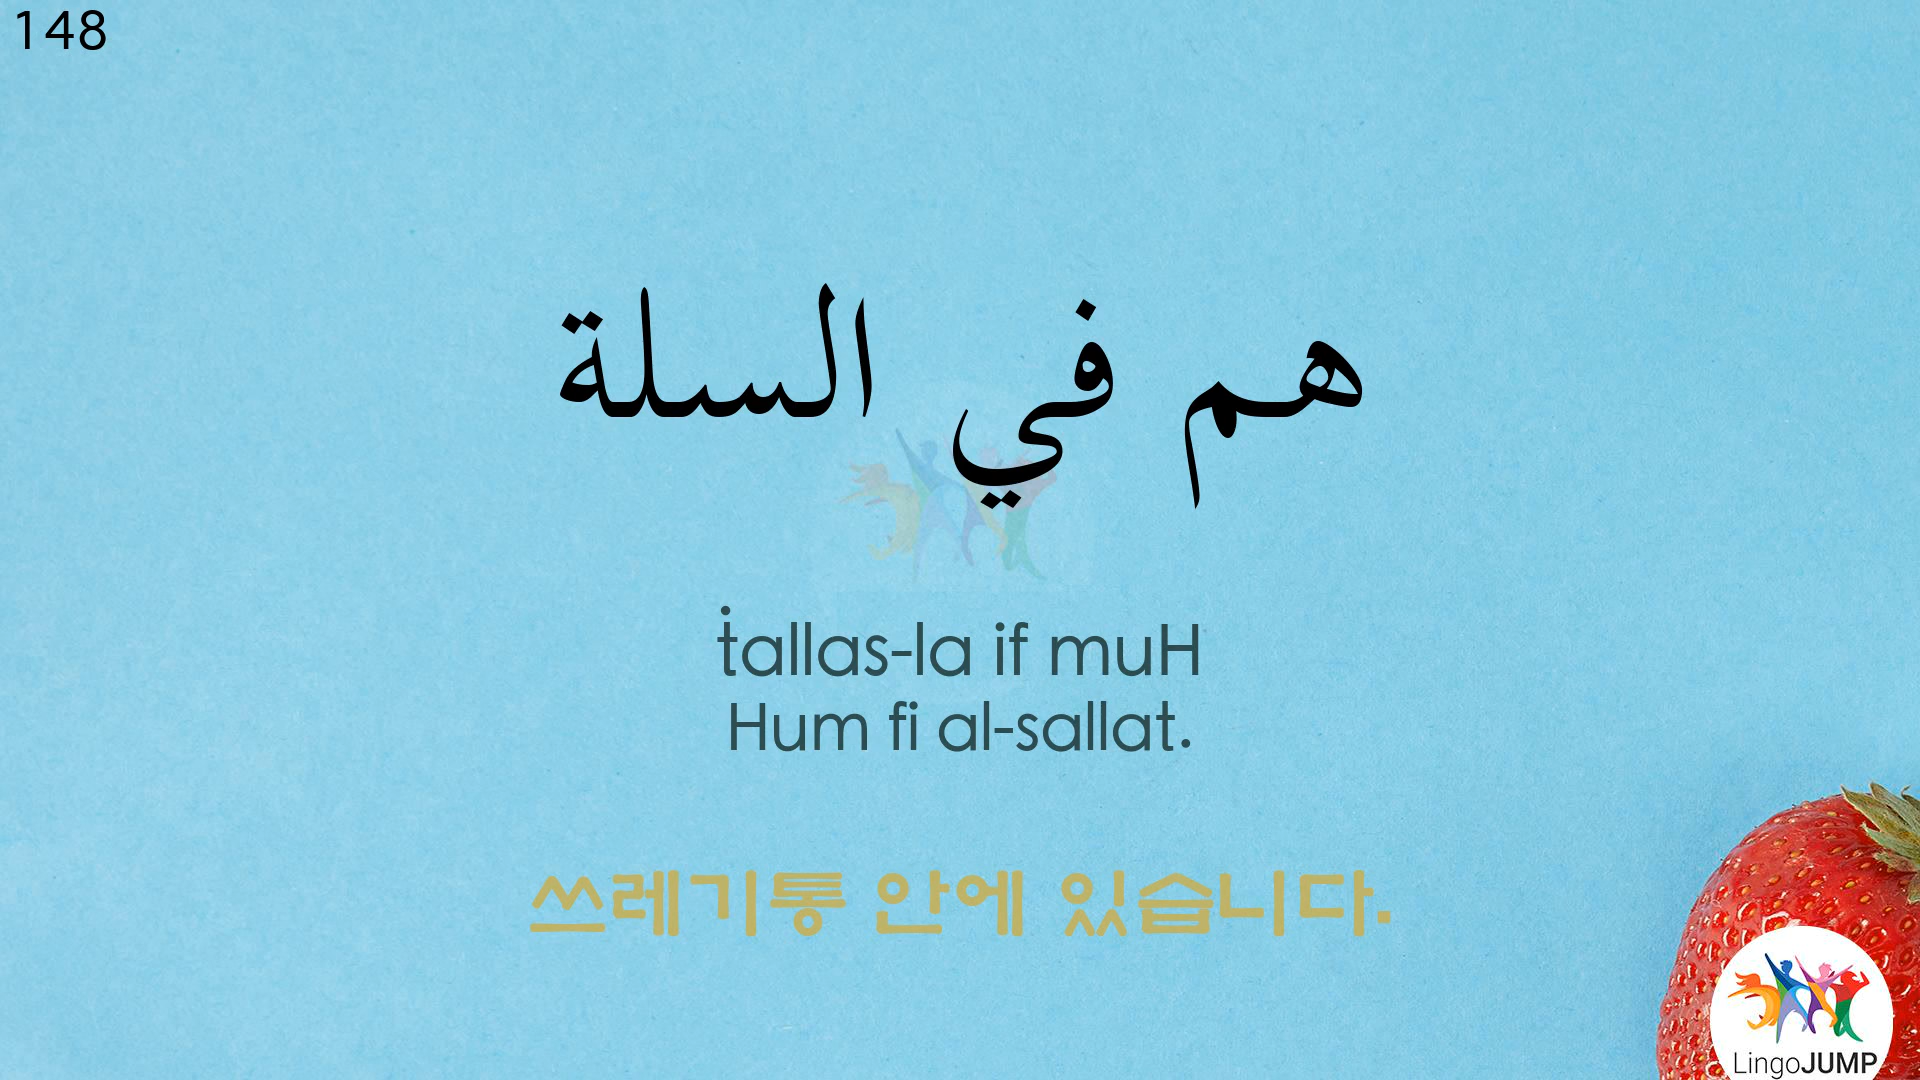 148
هم في السلة
ṫallas-la if muH
Hum fi al-sallat.
쓰레기통 안에 있습니다.
LingoJUMP